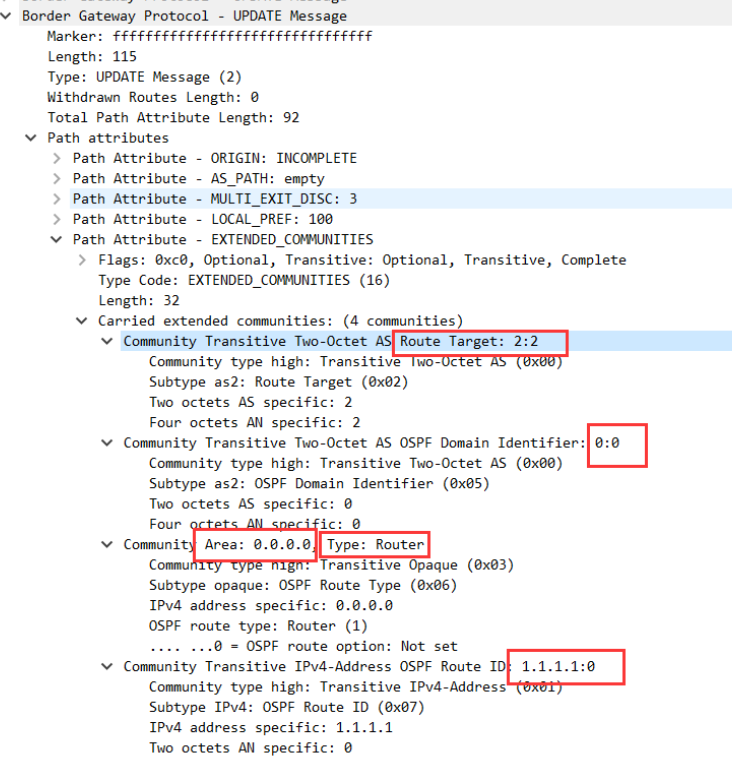 Border Gateway Protocol - UPDATE Message
Marker: ffffffffffffffffffffffffffffffff
Length: 115
Type: UPDATE Message (2)
Withdrawn Routes Length: 0
Total Path Attribute Length: 92
Path attributes
Path Attribute - ORIGIN: INCOMPLETE
Path Attribute - AS_PATH: empty
Path Attribute - MULTI_EXIT_DISC: 3
Path Attribute - LOCAL_PREF: 100
Path Attribute - EXTENDED_COMMUNITIES
Flags: 0xc0, Optional, Transitive: Optional, Transitive, Complete
Type Code: EXTENDED_COMMUNITIES (16)
Length: 32
Carried extended communities: (4 communities)
Community Transitive Two-Octet AS Route Target: 2:2
Community type high: Transitive Two-Octet AS (0x00)
Subtype as2: Route Target (0x02)
Two octets AS specific: 2
Four octets AN specific: 2
Community Transitive Two-Octet AS OSPF Domain Identifier: 0:0
Community type high: Transitive Two-Octet AS (0x00)
Subtype as2: OSPF Domain Identifier (0x05)
Two octets AS specific: 0
Four octets AN specific: 0
Community Area: 0.0.0.0, Type: Router
Community type high: Transitive Opaque (0x03)
Subtype opaque: OSPF Route Type (0x06)
IPv4 address specific: 0.0.0.0
OSPF route type: Router (1)
.... ...0 = OSPF route option: Not set
Community Transitive IPv4-Address OSPF Route ID: 1.1.1.1:0
Community type high: Transitive IPv4-Address (0x01)
Subtype IPv4: OSPF Route ID (0x07)
IPv4 address specific: 1.1.1.1
Two octets AN specific: 0